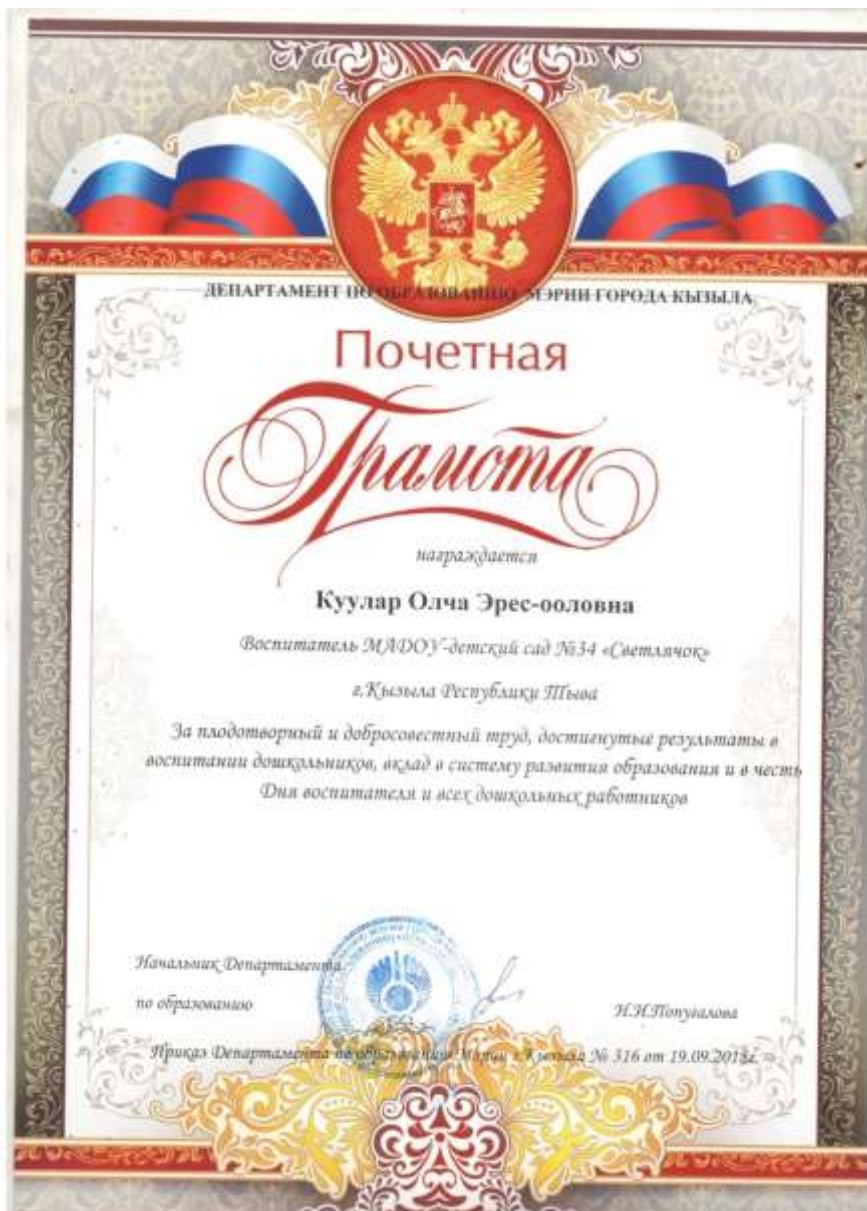 ДЕПАРТАМЕНТ ПО ОБРАЗОВАНИЮ МЭРИИ ГОРОДА КЫЗЫЛА
Почетная
Грамота
награждается
Куулар Олча Эрес-ооловна
Воспитатель МАДОУ-детский сад №34 «Светлячок»
г.Кызыла Республики Тыва
За плодотворный и добросовестный труд, достигнутые результаты в
воспитании дошкольников, вклад в систему развития образования и в честь
Дня воспитателя и всех дошкольных работников
Начальник Департамента
по образованию
Н.И.Попугалова
Приказ Департамента по образованию Мэрии г.Кызыла № 316 от 19.09.2018г.